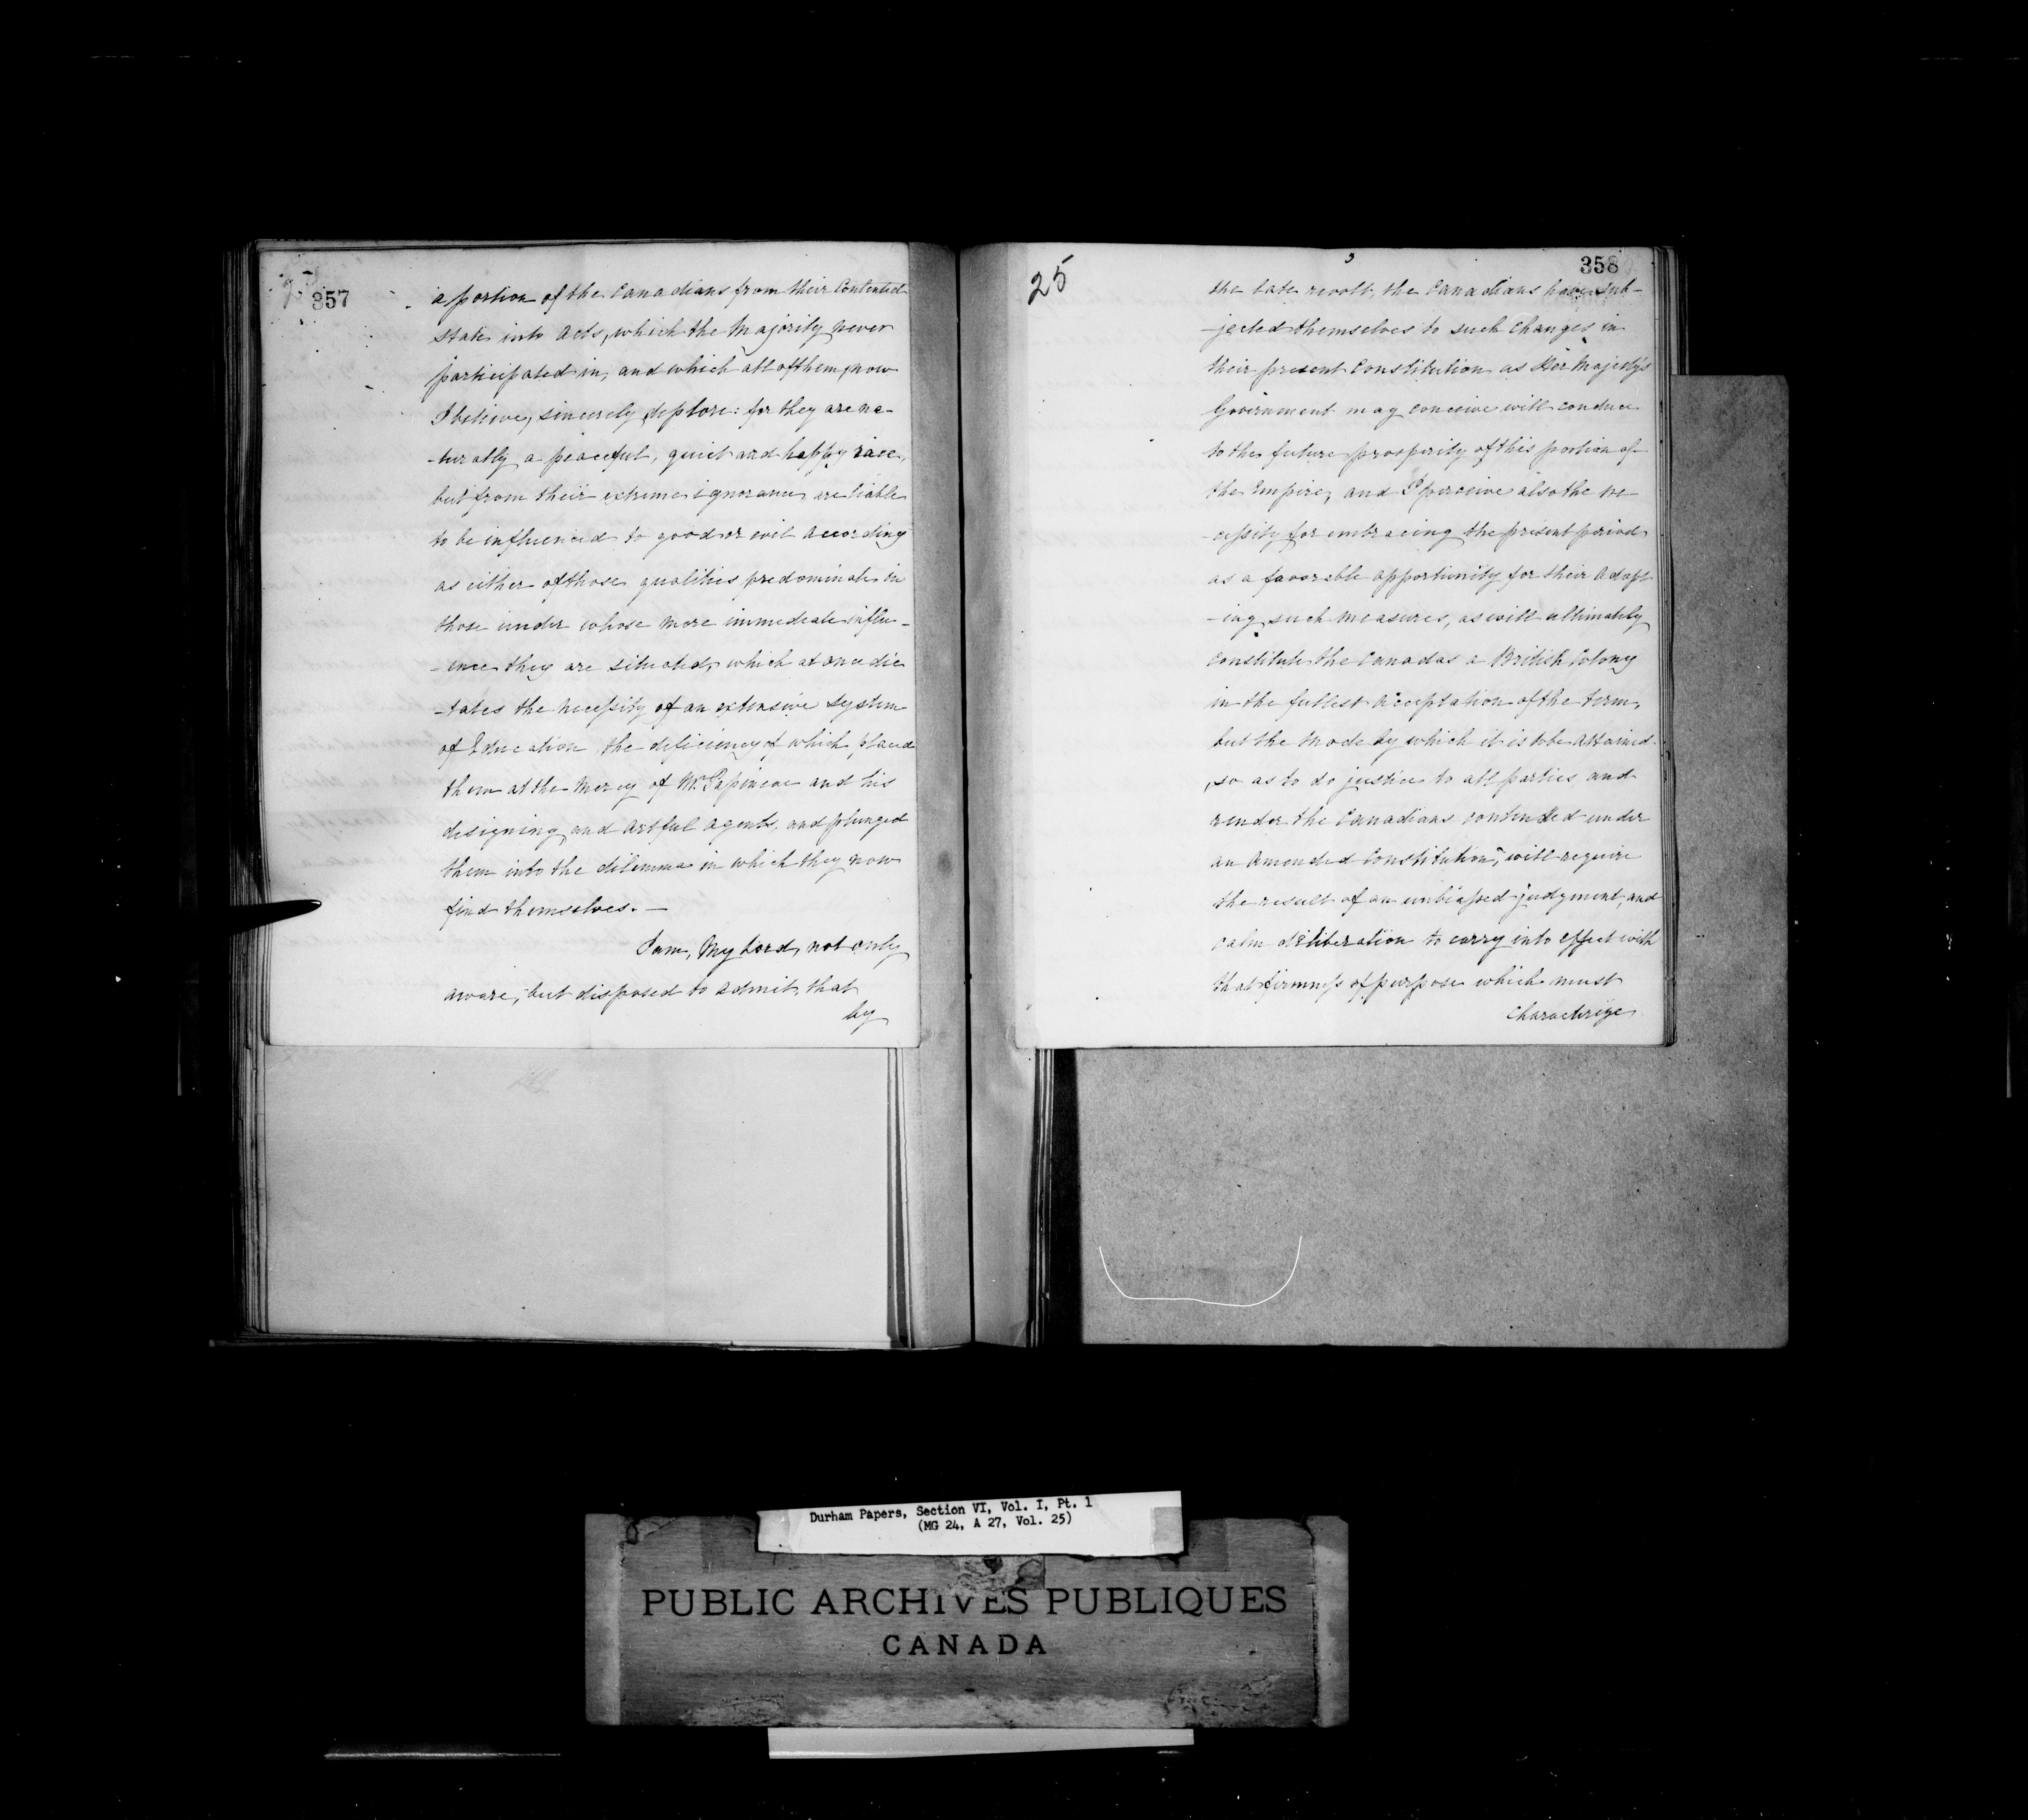 357
a portion of the Canadians from their Contented
state into acts, which the Majority never
participated in, and which all of them, now
I believe, sincerely deplore: for they are na-
-turally a peaceful, quiet and happy race,
but from their extreme ignorance, are liable
to be influenced to good or evil according
as either of those qualities predominate in
those under whose more immediate influ-
-ence they are situated, which at once dic
-tates the necessity of an extensive system
of Education the deficiency of which, placed
them at the Mercy of Mr. Papineau and his
designing and artful agents, and plunged
them into the dilemma in which they now
find themselves. —
I am, My Lord, not only
aware, but disposed to admit, that
by
25
358
the late revolt, the Canadians have sub-
-jected themselves to such changes in
their present Constitution as Her Majesty's
Government may conceive will conduce
to the future prosperity of this portion of
the Empire, and I perceive also the ne
-cessity for embracing the present period
as a favorable opportunity for their adopt
-ing such measures, as will ultimately
constitute the Canadas a British Colony
in the fullest acceptation of the term,
but the mode by which it is to be attained
, so as to do justice to all parties and
render the Canadians contented under
an amended Constitution, will require
the result of an unbiassed judgment, and
calm deliberation to carry into effect with
that firmness of purpose which must
characterize
Durham Papers, Section VI, Vol. I, Pt. 1
(MG 24, A 27, Vol. 25)
PUBLIC ARCHIVES PUBLIQUES
CANADA